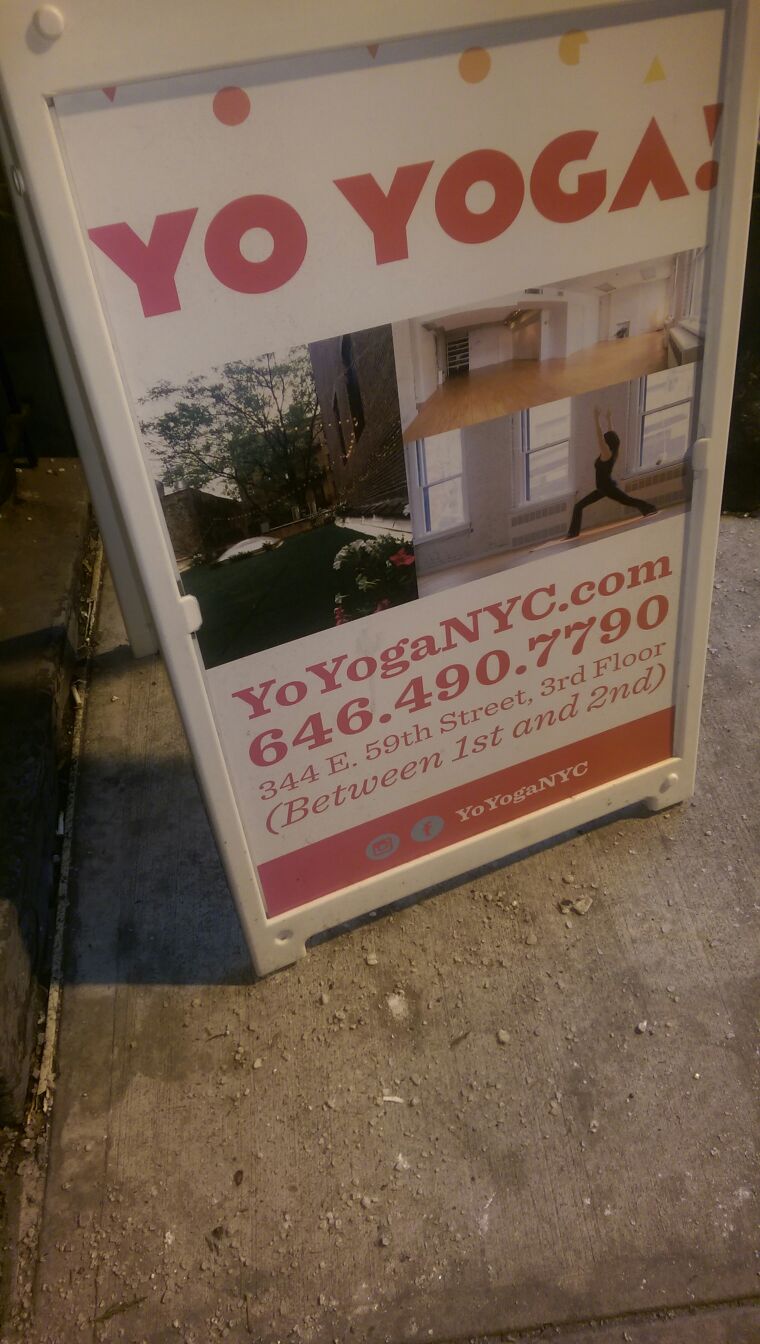 YO YOGA!
YoYogaNYC.com
646.490.7790
344 E. 59th Street, 3rd Floor
(Between 1st and 2nd)
YoYogaNYC